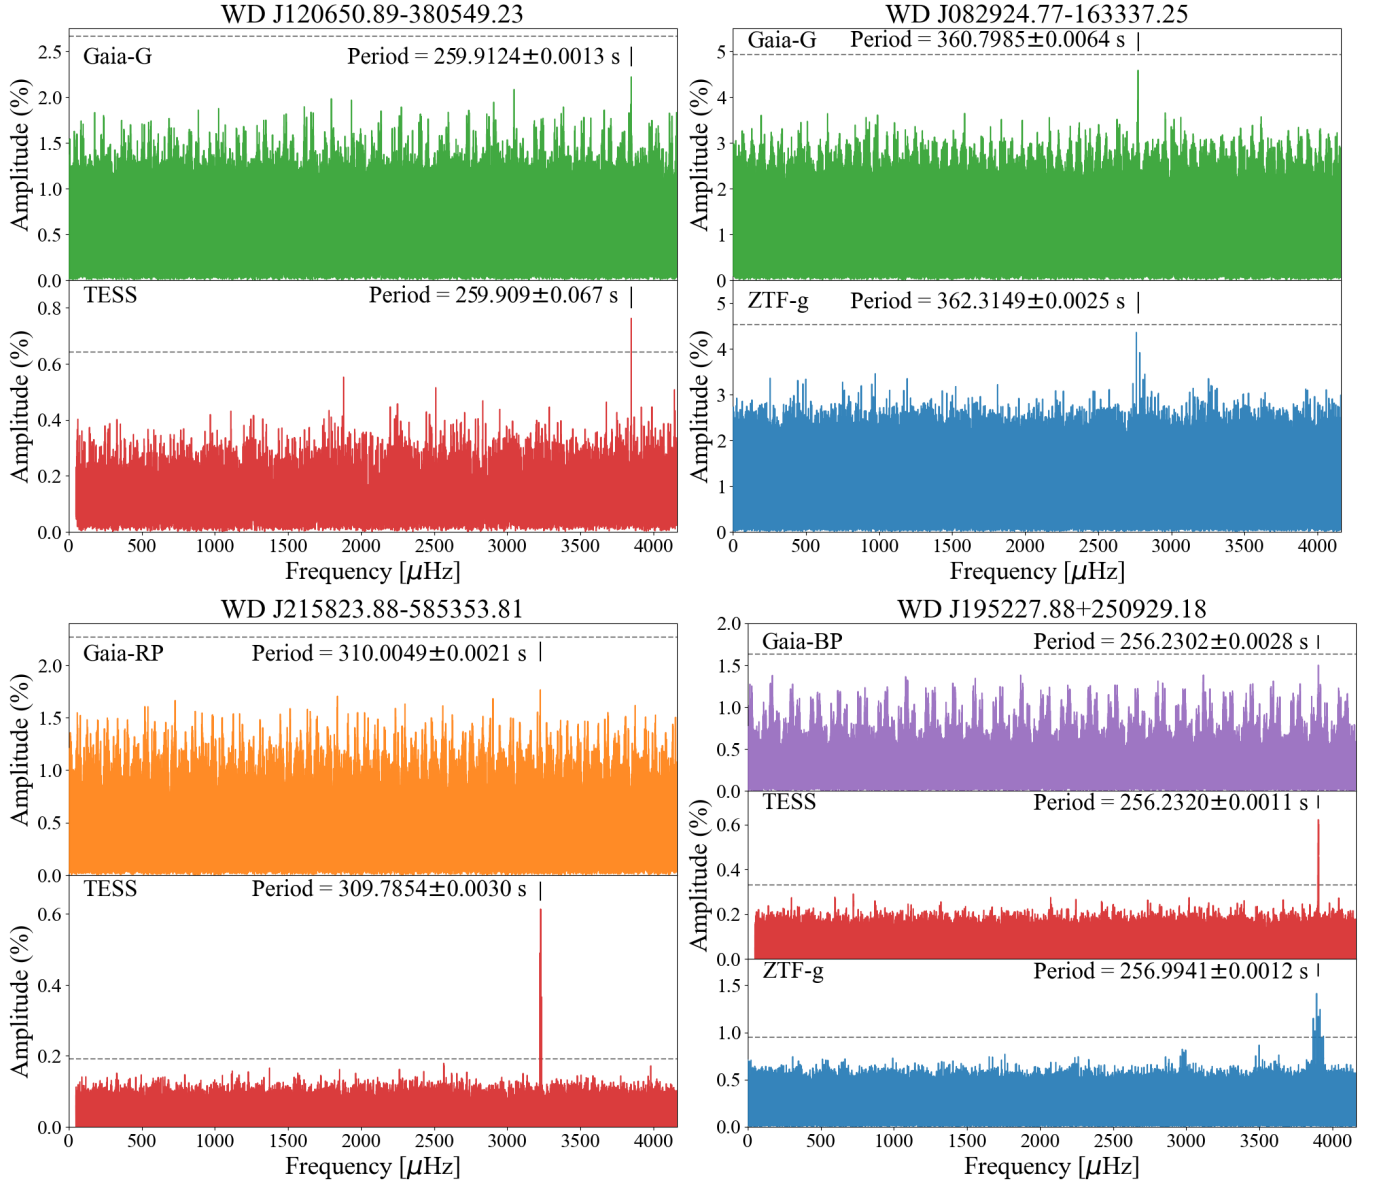 WD J120650.89-380549.23
Gaia-G
Period = 259.9124±0.0013 s
Amplitude (%)
2.5
2.0
1.5
1.0
0.5
0.0
TESS
Period = 259.909±0.067 s
Amplitude (%)
0.8
0.6
0.4
0.2
0.0
0 500 1000 1500 2000 2500 3000 3500 4000
Frequency [μHz]
WD J082924.77-163337.25
Gaia-G
Period = 360.7985±0.0064 s
Amplitude (%)
5
4
3
2
1
0
ZTF-g
Period = 362.3149±0.0025 s
Amplitude (%)
5
4
3
2
1
0
0 500 1000 1500 2000 2500 3000 3500 4000
Frequency [μHz]
WD J215823.88-585353.81
Gaia-RP
Period = 310.0049±0.0021 s
Amplitude (%)
2.0
1.5
1.0
0.5
0.0
TESS
Period = 309.7854±0.0030 s
Amplitude (%)
0.6
0.4
0.2
0.0
0 500 1000 1500 2000 2500 3000 3500 4000
Frequency [μHz]
WD J195227.88+250929.18
Gaia-BP
Period = 256.2302±0.0028 s
2.0
1.5
1.0
0.5
0.0
TESS
Period = 256.2320±0.0011 s
Amplitude (%)
0.6
0.4
0.2
0.0
ZTF-g
Period = 256.9941±0.0012 s
1.5
1.0
0.5
0.0
0 500 1000 1500 2000 2500 3000 3500 4000
Frequency [μHz]